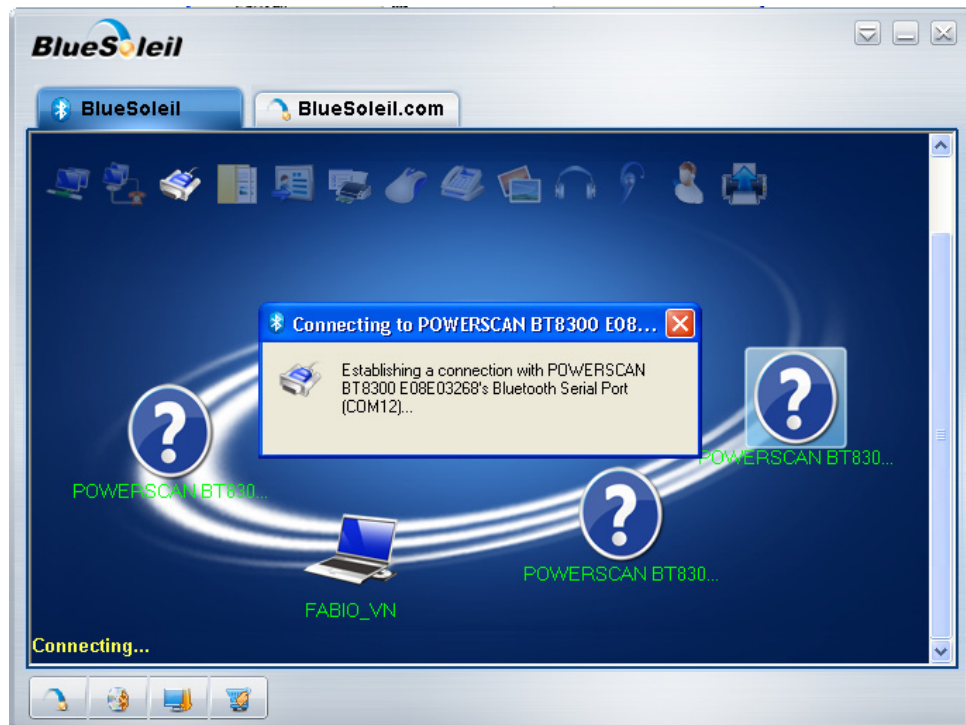 BlueSoleil
BlueSoleil
BlueSoleil.com
Connecting to POWERSCAN BT8300 E08...
Establishing a connection with POWERSCAN
BT8300 E08E03268's Bluetooth Serial Port
(COM12)...
POWERSCAN BT830...
POWERSCAN BT830...
POWERSCAN BT830...
FABIO_VN
Connecting...